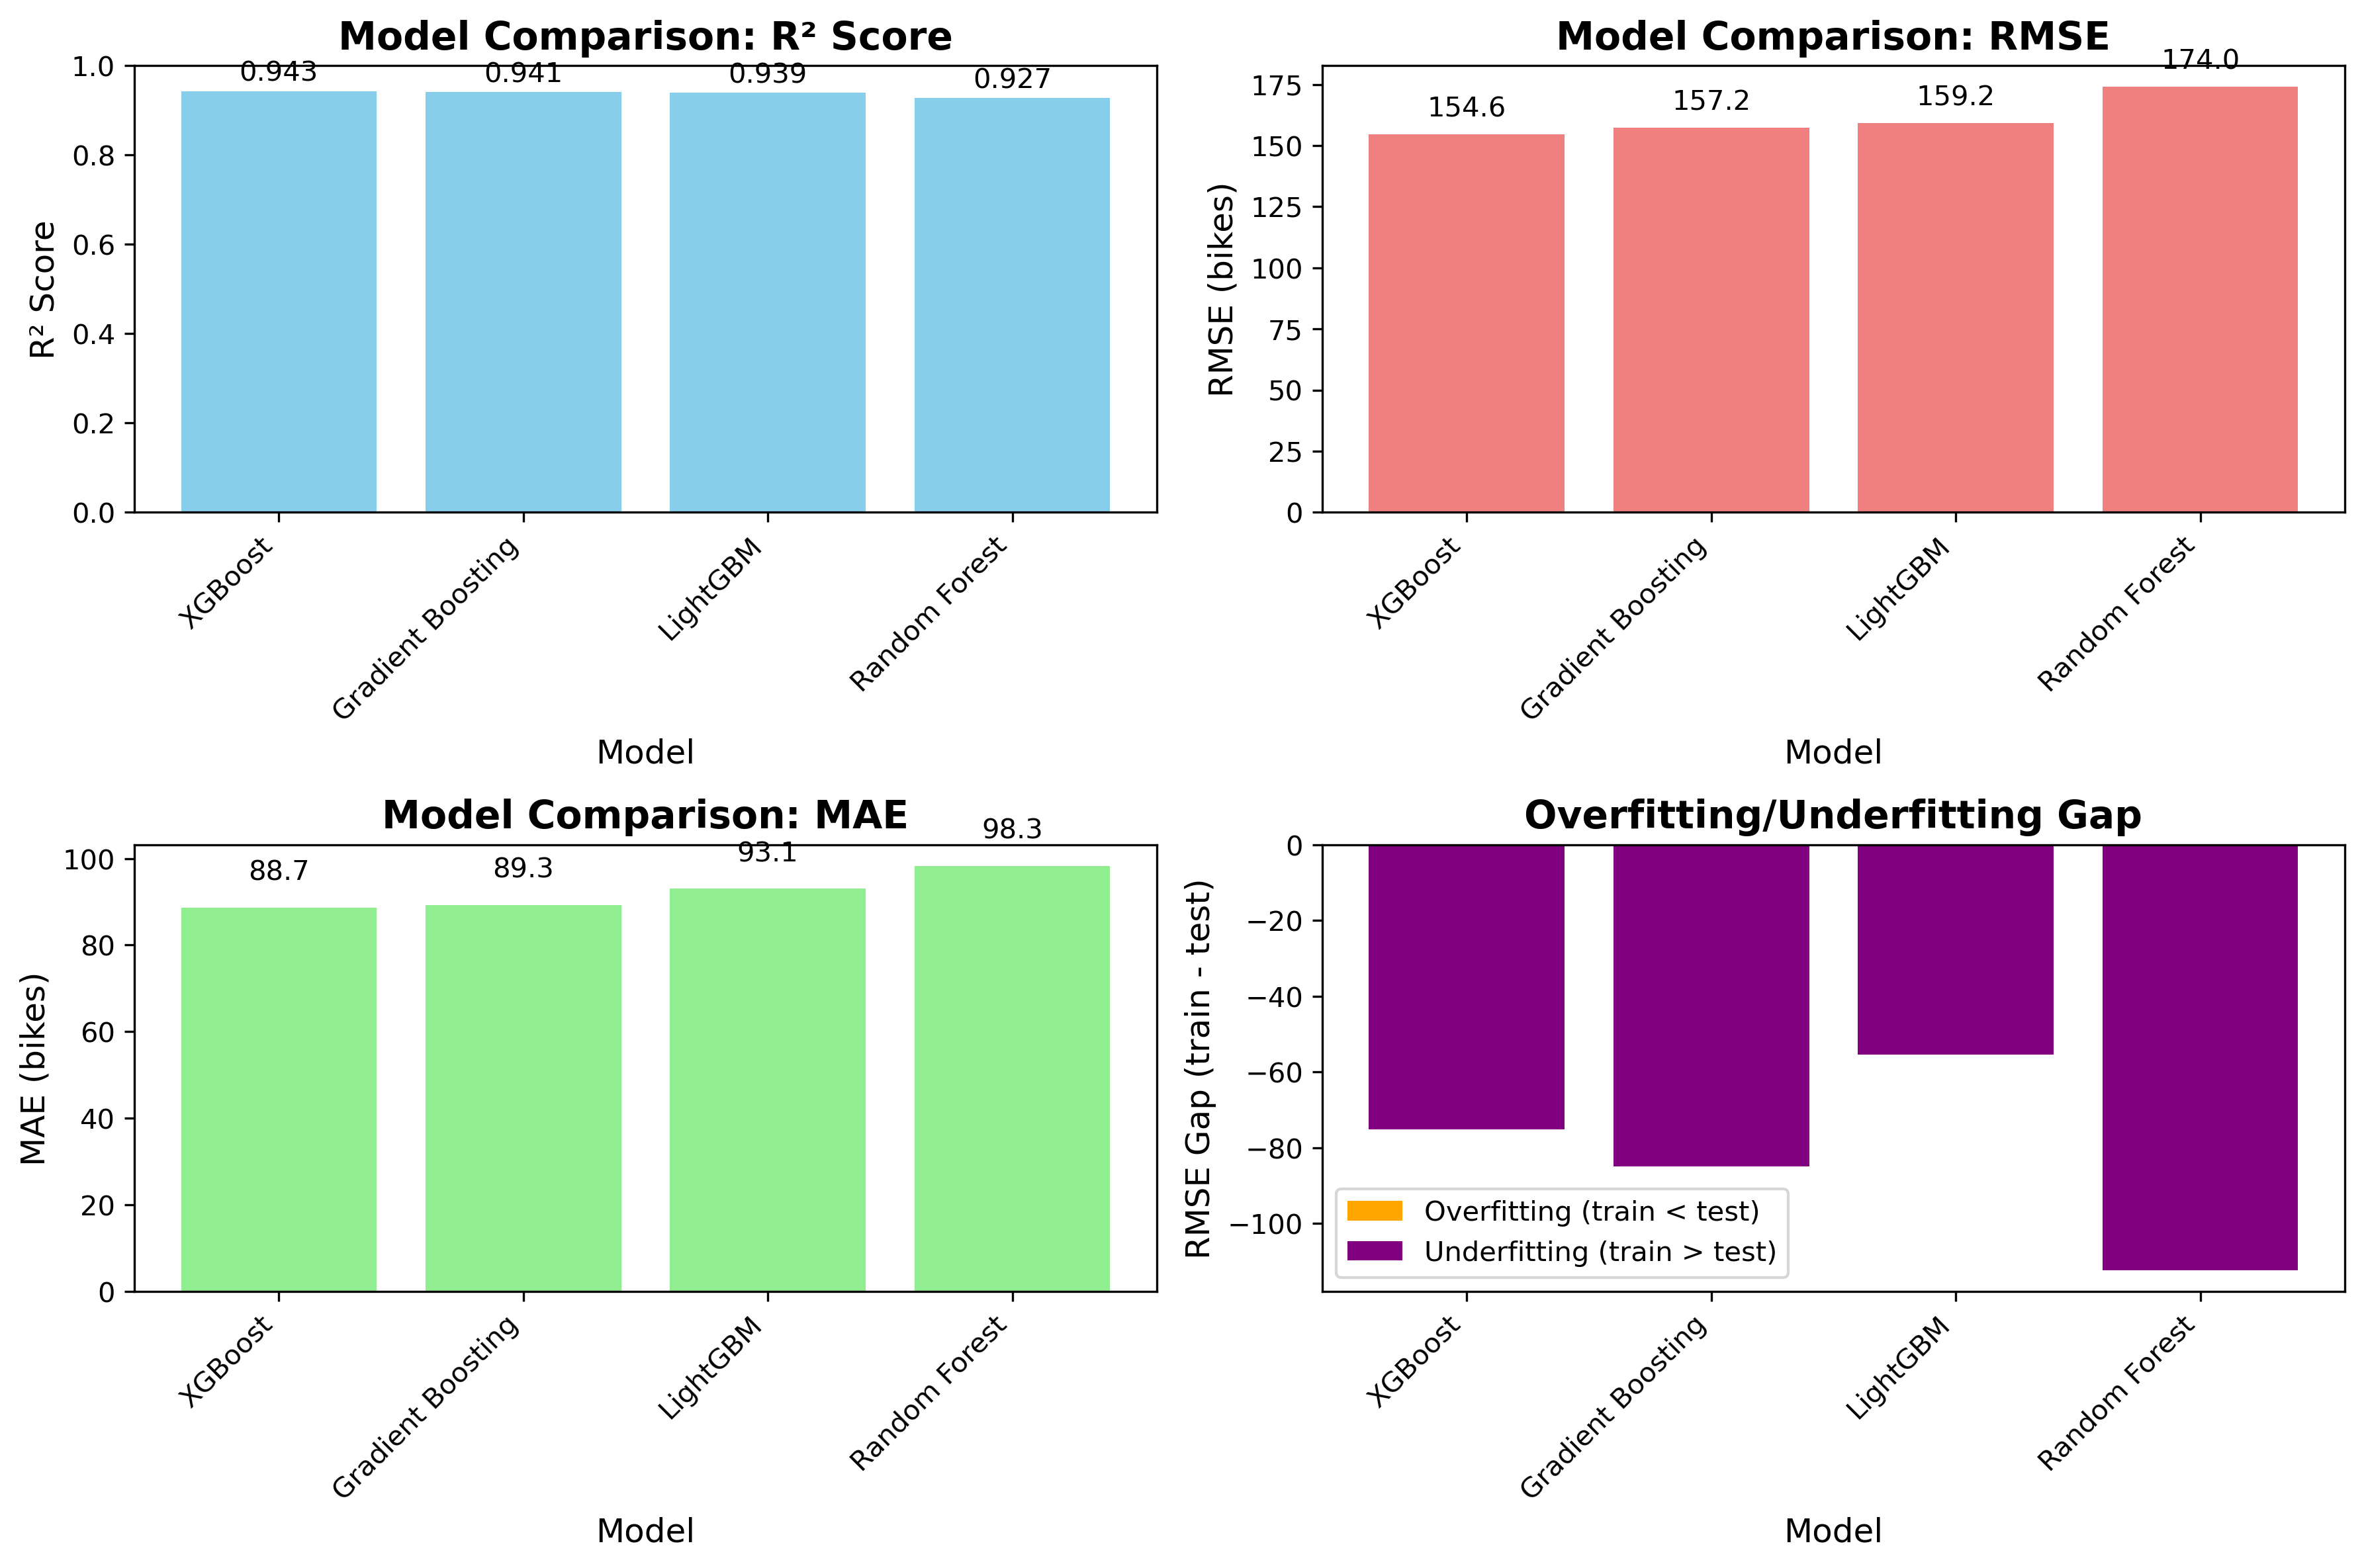 Model Comparison: R² Score
0.943
0.941
0.939
0.927
1.0
0.8
0.6
0.4
0.2
0.0
R² Score
XGBoost
Gradient Boosting
LightGBM
Random Forest
Model
Model Comparison: RMSE
154.6
157.2
159.2
174.0
175
150
125
100
75
50
25
0
RMSE (bikes)
XGBoost
Gradient Boosting
LightGBM
Random Forest
Model
Model Comparison: MAE
88.7
89.3
93.1
98.3
100
80
60
40
20
0
MAE (bikes)
XGBoost
Gradient Boosting
LightGBM
Random Forest
Model
Overfitting/Underfitting Gap
0
−20
−40
−60
−80
−100
RMSE Gap (train - test)
Overfitting (train < test)
Underfitting (train > test)
XGBoost
Gradient Boosting
LightGBM
Random Forest
Model